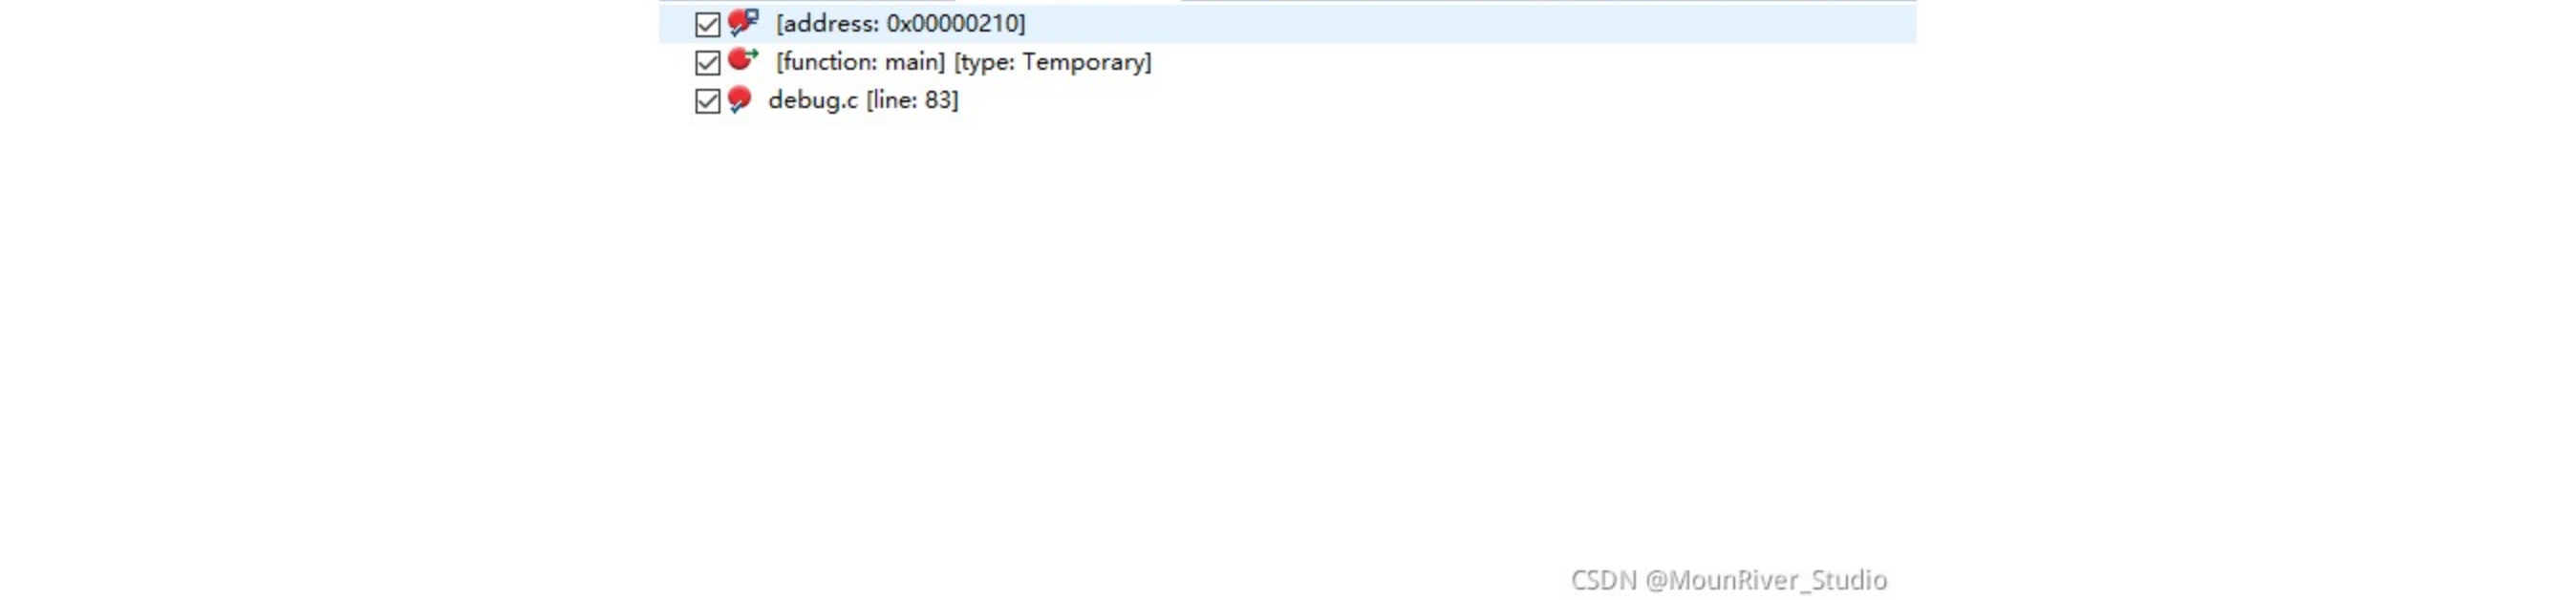 [address: 0x00000210]
[function: main] [type: Temporary]
debug.c [line: 83]
CSDN @MounRiver_Studio